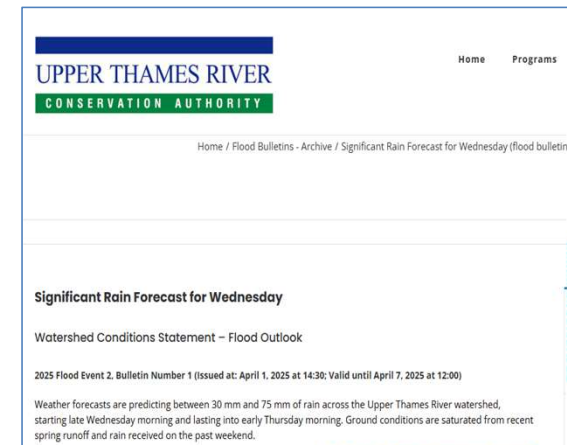 UPPER THAMES RIVER
CONSERVATION AUTHORITY
Home Programs
Home / Flood Bulletins - Archive / Significant Rain Forecast for Wednesday (flood bulletin
Significant Rain Forecast for Wednesday
Watershed Conditions Statement – Flood Outlook
2025 Flood Event 2, Bulletin Number 1 (Issued at: April 1, 2025 at 14:30; Valid until April 7, 2025 at 12:00)
Weather forecasts are predicting between 30 mm and 75 mm of rain across the Upper Thames River watershed,
starting late Wednesday morning and lasting into early Thursday morning. Ground conditions are saturated from recent
spring runoff and rain received on the past weekend.